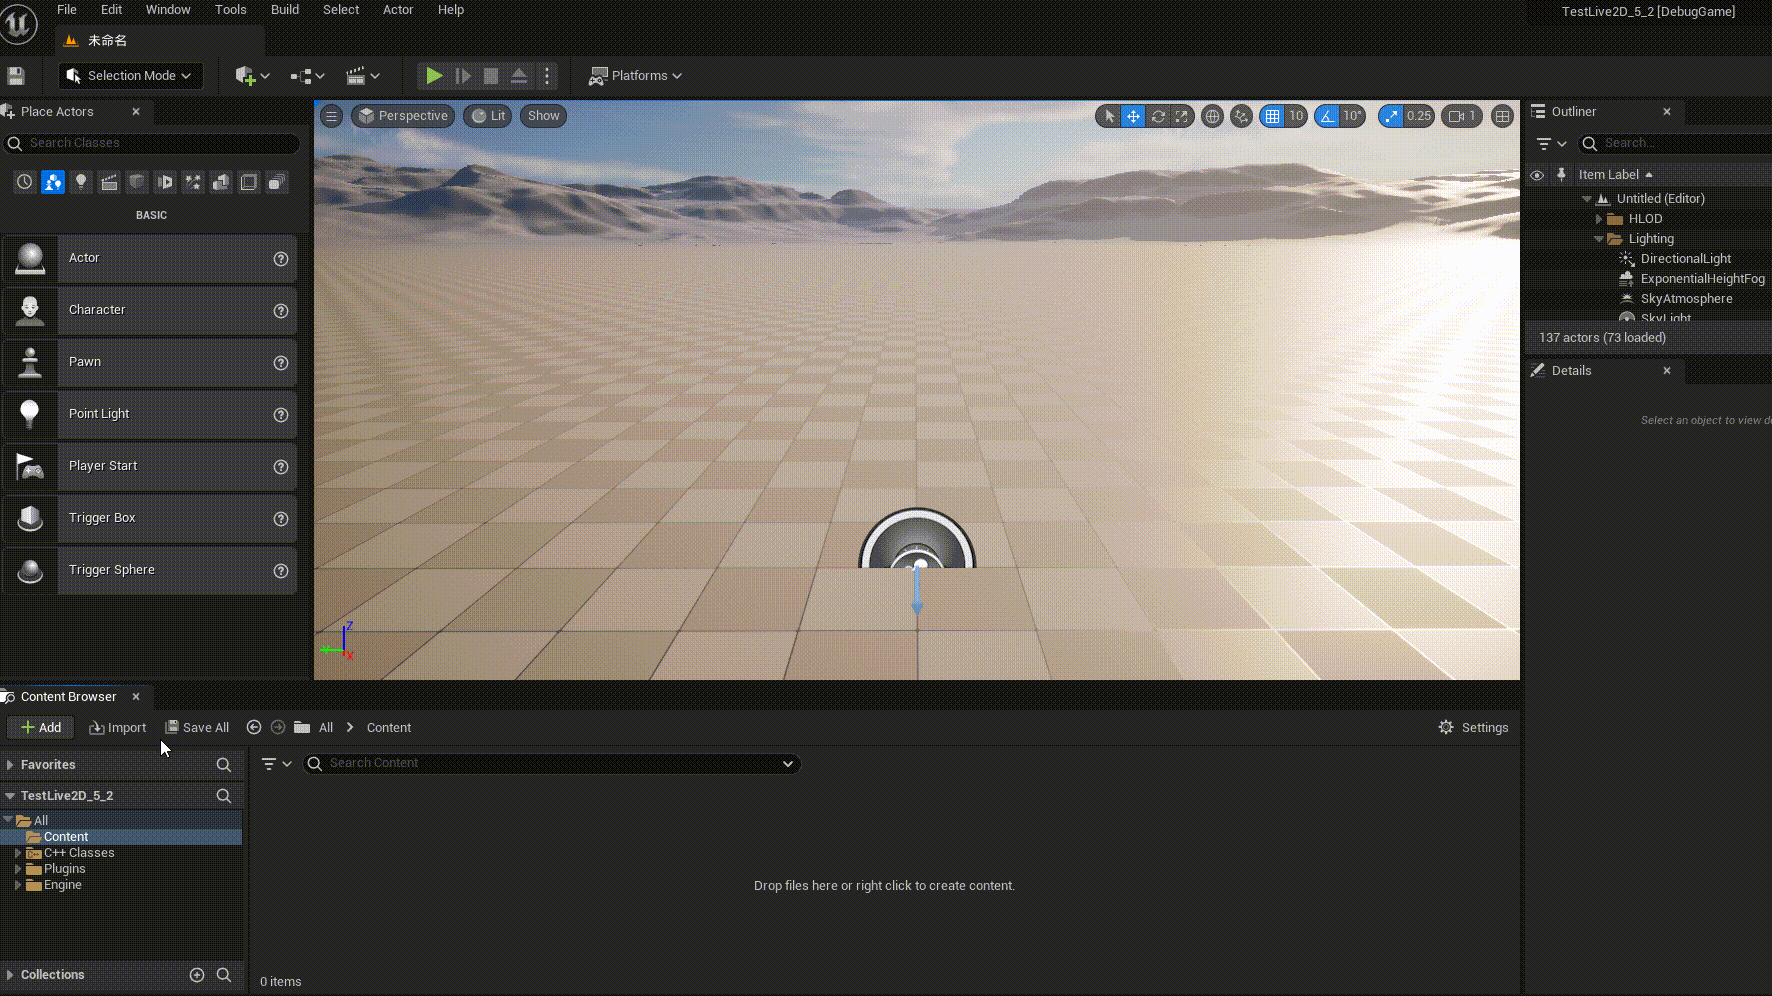 File Edit Window Tools Build Select Actor Help
TestLive2D_5_2 [DebugGame]
未命名
Selection Mode
Platforms
Place Actors
Search Classes
BASIC
Actor
Character
Pawn
Point Light
Player Start
Trigger Box
Trigger Sphere
Perspective Lit Show
10 10° 0.25 1
Z
Y
X
Outliner
Search...
Item Label
Untitled (Editor)
HLOD
Lighting
DirectionalLight
ExponentialHeightFog
SkyAtmosphere
SkyLight
137 actors (73 loaded)
Details
Select an object to view de
Content Browser
Add Import Save All All Content Settings
Favorites
TestLive2D_5_2
All
Content
C++ Classes
Plugins
Engine
Collections
Search Content
Drop files here or right click to create content.
0 items